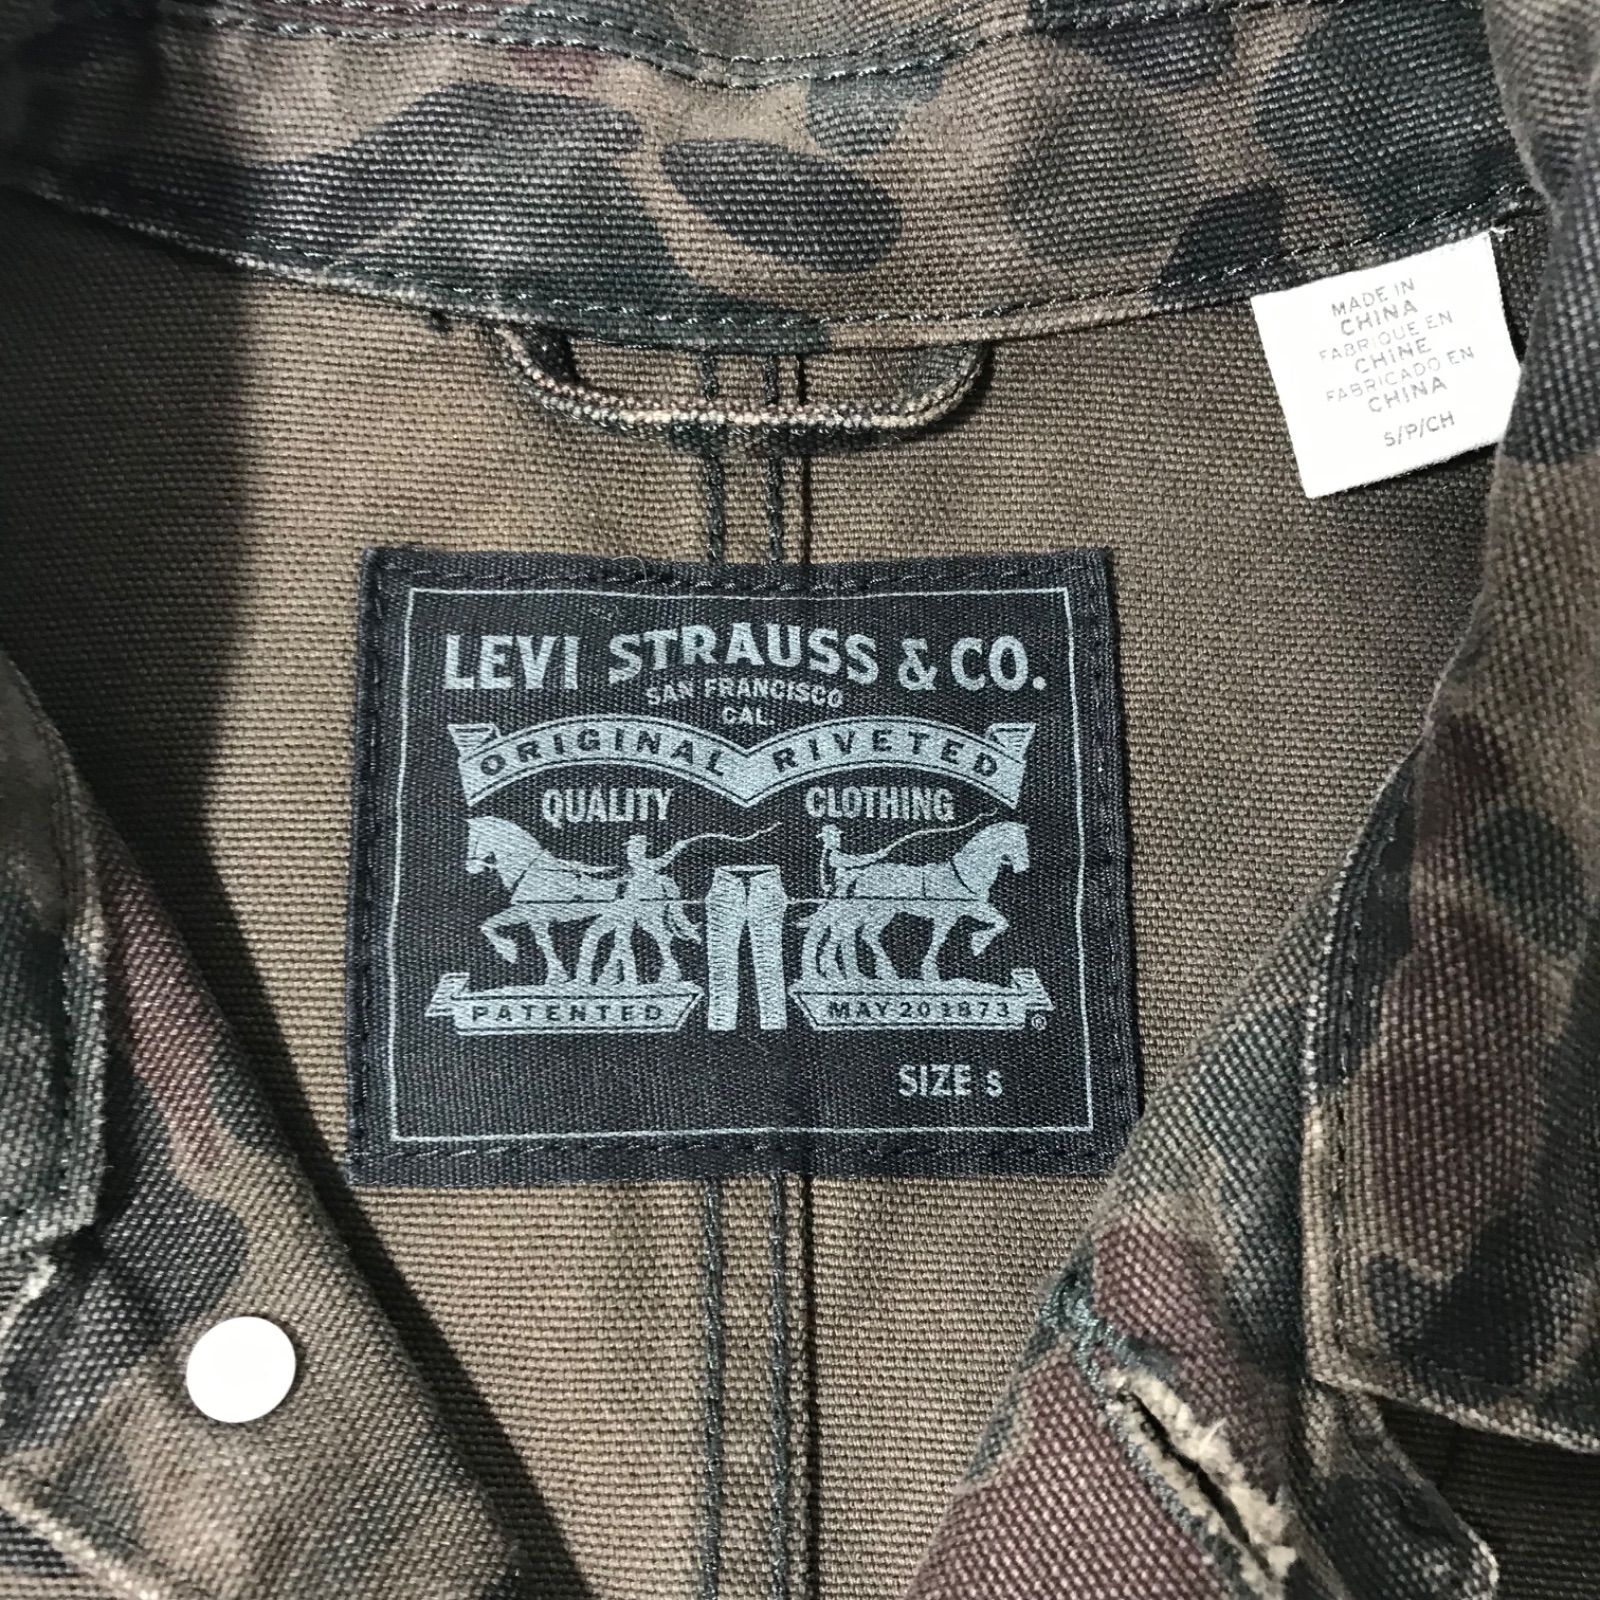 MADE IN
CHINA
FABRIQUE EN
CHINE
FABRICADO EN
CHINA
S/P/CH
LEVI STRAUSS & CO.
SAN FRANCISCO
CAL.
ORIGINAL RIVETED
QUALITY CLOTHING
PATENTED MAY 20 1873 ®
SIZE S